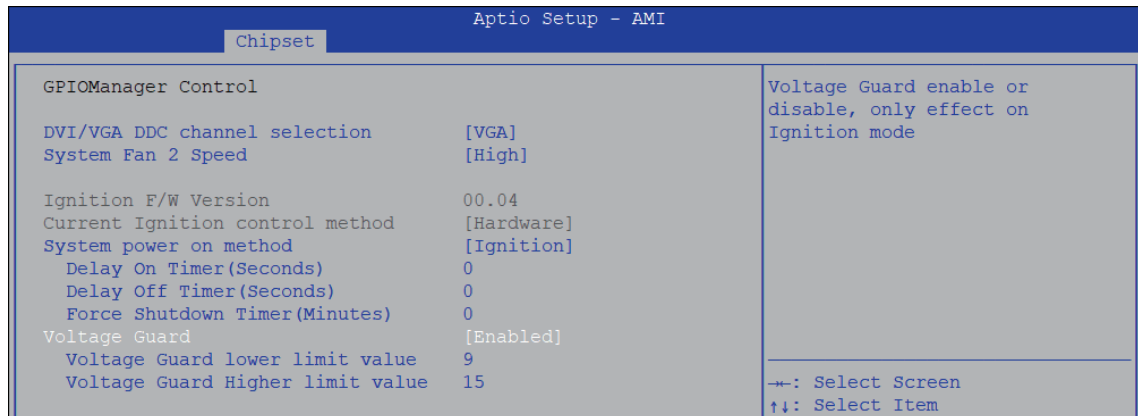 Aptio Setup - AMI
Chipset
GPIOManager Control
DVI/VGA DDC channel selection [VGA]
System Fan 2 Speed [High]
Ignition F/W Version 00.04
Current Ignition control method [Hardware]
System power on method [Ignition]
Delay On Timer(Seconds) 0
Delay Off Timer(Seconds) 0
Force Shutdown Timer(Minutes) 0
Voltage Guard [Enabled]
Voltage Guard lower limit value 9
Voltage Guard Higher limit value 15
Voltage Guard enable or
disable, only effect on
Ignition mode
→←: Select Screen
↑↓: Select Item